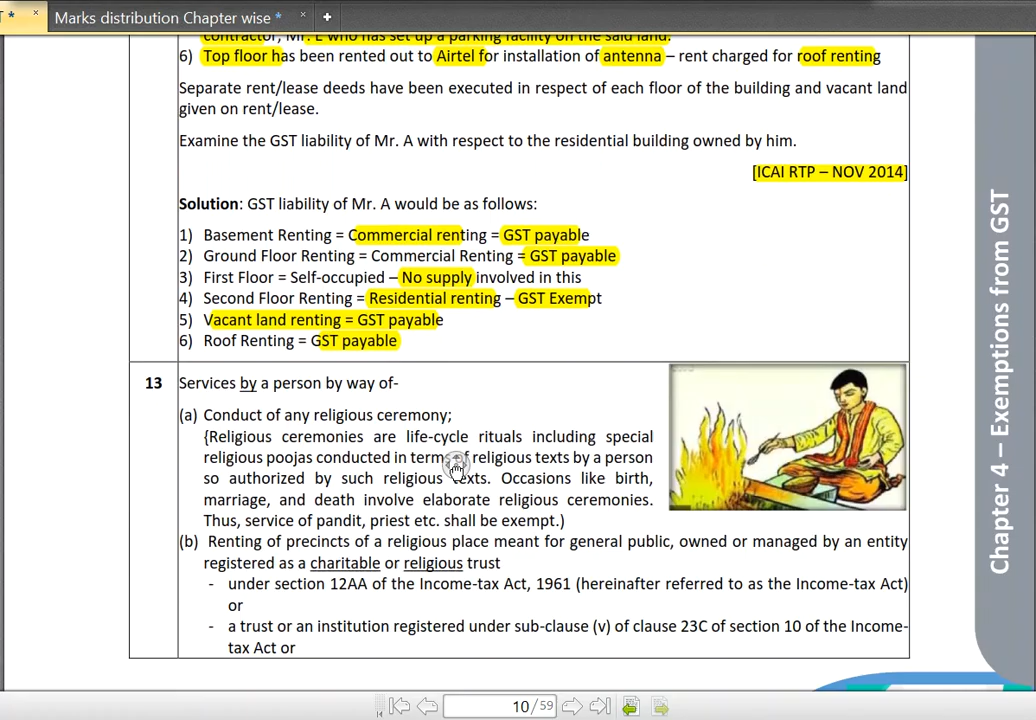 Marks distribution Chapter wise *
contractor, Mr. E who has set up a parking facility on the said land.
6) Top floor has been rented out to Airtel for installation of antenna – rent charged for roof renting
Separate rent/lease deeds have been executed in respect of each floor of the building and vacant land
given on rent/lease.
Examine the GST liability of Mr. A with respect to the residential building owned by him.
[ICAI RTP – NOV 2014]
Solution: GST liability of Mr. A would be as follows:
1) Basement Renting = Commercial renting = GST payable
2) Ground Floor Renting = Commercial Renting = GST payable
3) First Floor = Self-occupied – No supply involved in this
4) Second Floor Renting = Residential renting – GST Exempt
5) Vacant land renting = GST payable
6) Roof Renting = GST payable
13 Services by a person by way of-
(a) Conduct of any religious ceremony;
{Religious ceremonies are life-cycle rituals including special
religious poojas conducted in terms of religious texts by a person
so authorized by such religious texts. Occasions like birth,
marriage, and death involve elaborate religious ceremonies.
Thus, service of pandit, priest etc. shall be exempt.)
(b) Renting of precincts of a religious place meant for general public, owned or managed by an entity
registered as a charitable or religious trust
- under section 12AA of the Income-tax Act, 1961 (hereinafter referred to as the Income-tax Act)
or
- a trust or an institution registered under sub-clause (v) of clause 23C of section 10 of the Income-
tax Act or
Chapter 4 – Exemptions from GST
10 / 59